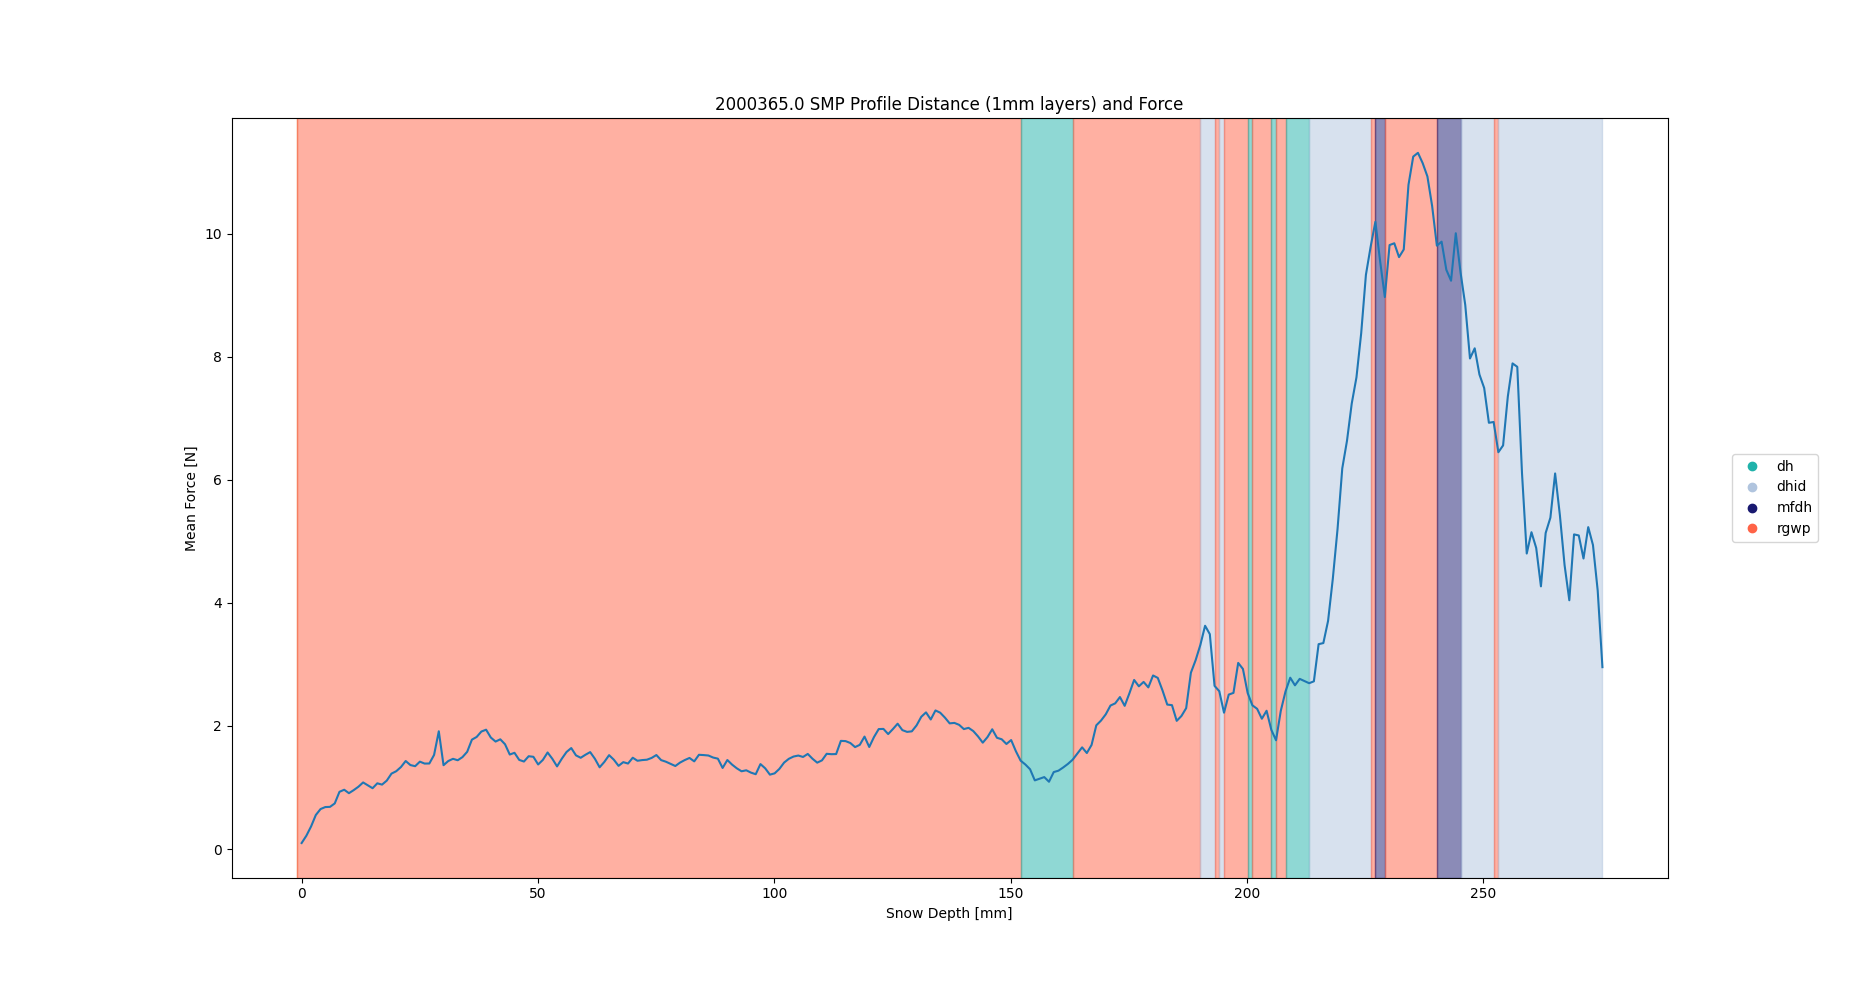 2000365.0 SMP Profile Distance (1mm layers) and Force
Mean Force [N]
10
8
6
4
2
0
0 50 100 150 200 250
Snow Depth [mm]
dh
dhid
mfdh
rgwp